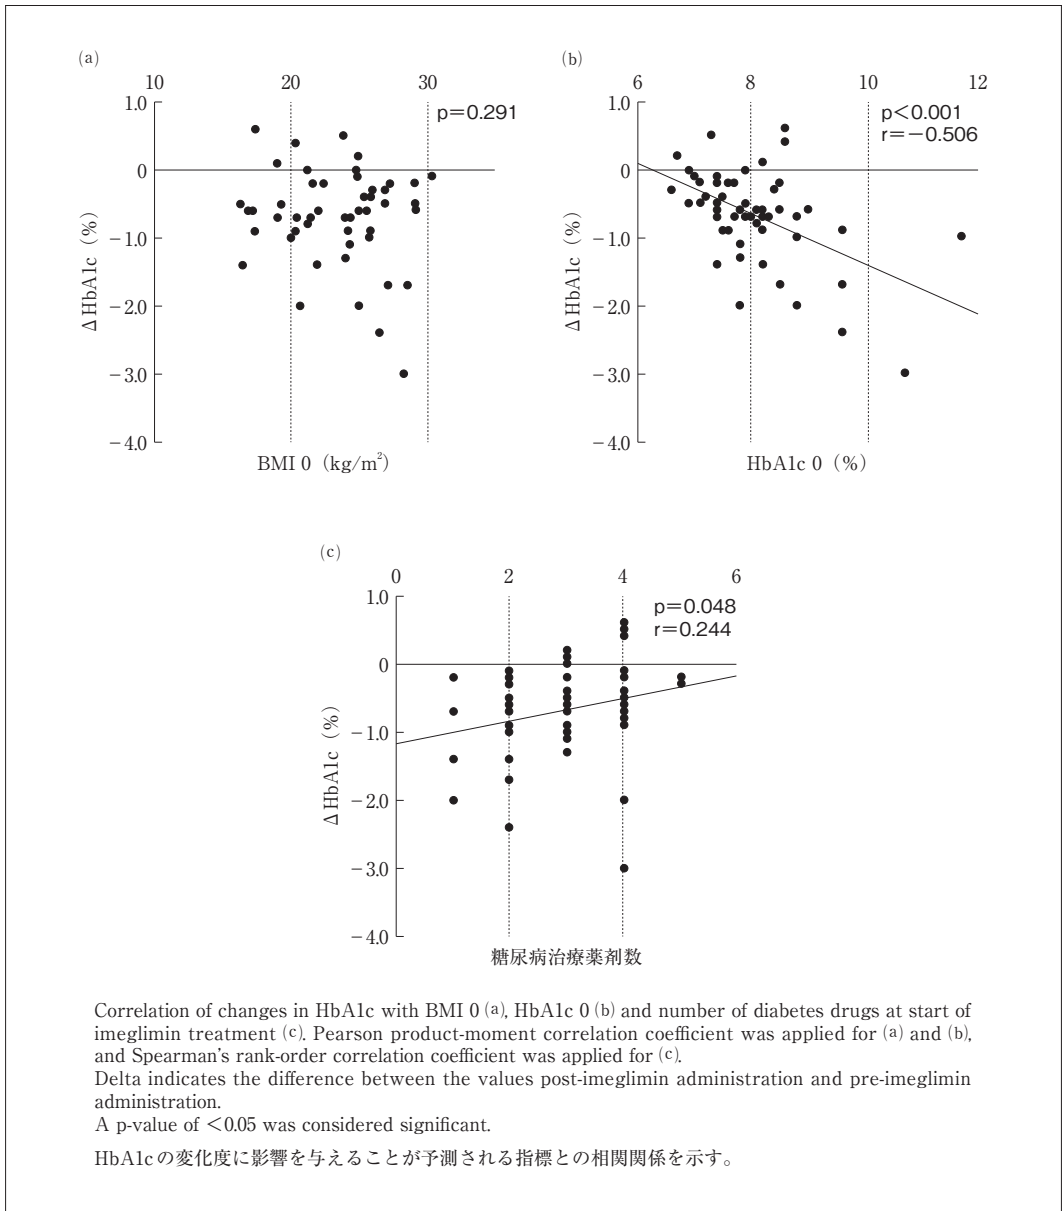 (a)
10 20 30
p=0.291
1.0
0
−1.0
−2.0
−3.0
−4.0
ΔHbA1c (%)
BMI 0 (kg/m²)
(b)
6 8 10 12
p<0.001
r=−0.506
1.0
0
−1.0
−2.0
−3.0
−4.0
ΔHbA1c (%)
HbA1c 0 (%)
(c)
0 2 4 6
p=0.048
r=0.244
1.0
0
−1.0
−2.0
−3.0
−4.0
ΔHbA1c (%)
糖尿病治療薬剤数
Correlation of changes in HbA1c with BMI 0 (a), HbA1c 0 (b) and number of diabetes drugs at start of
imeglimin treatment (c). Pearson product-moment correlation coefficient was applied for (a) and (b),
and Spearman's rank-order correlation coefficient was applied for (c).
Delta indicates the difference between the values post-imeglimin administration and pre-imeglimin
administration.
A p-value of <0.05 was considered significant.
HbA1cの変化度に影響を与えることが予測される指標との相関関係を示す。